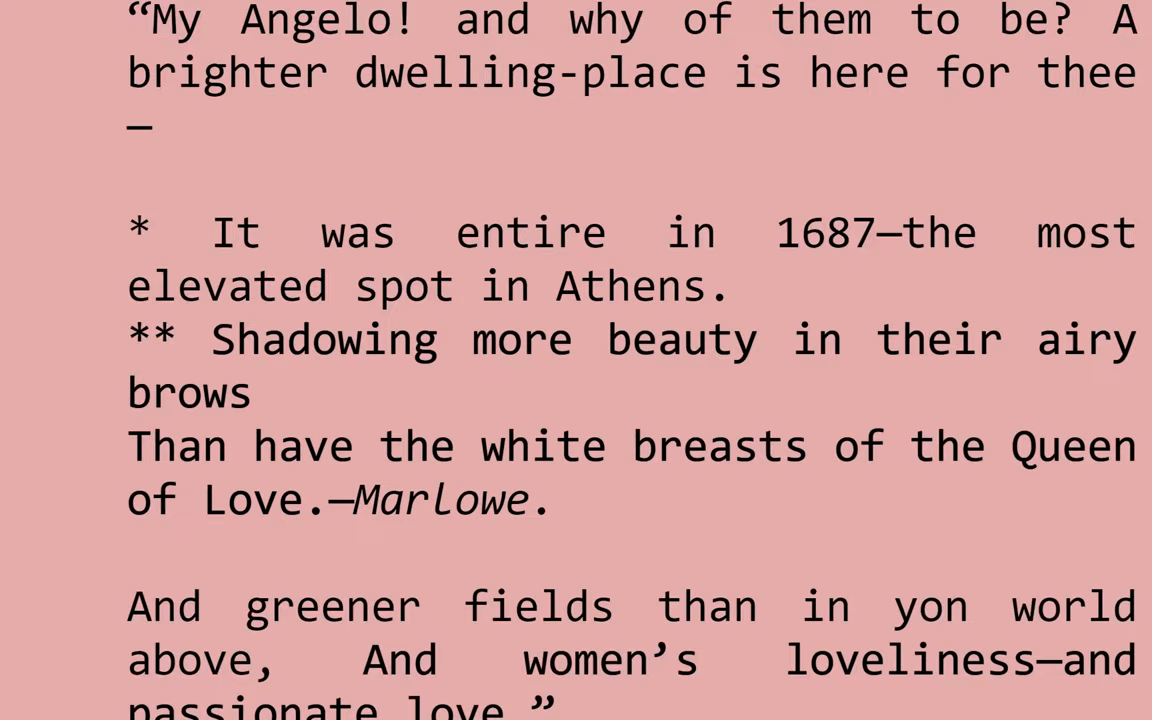 “My Angelo! and why of them to be? A
brighter dwelling-place is here for thee
—
* It was entire in 1687—the most
elevated spot in Athens.
** Shadowing more beauty in their airy
brows
Than have the white breasts of the Queen
of Love.—Marlowe.
And greener fields than in yon world
above, And women’s loveliness—and
passionate love.”